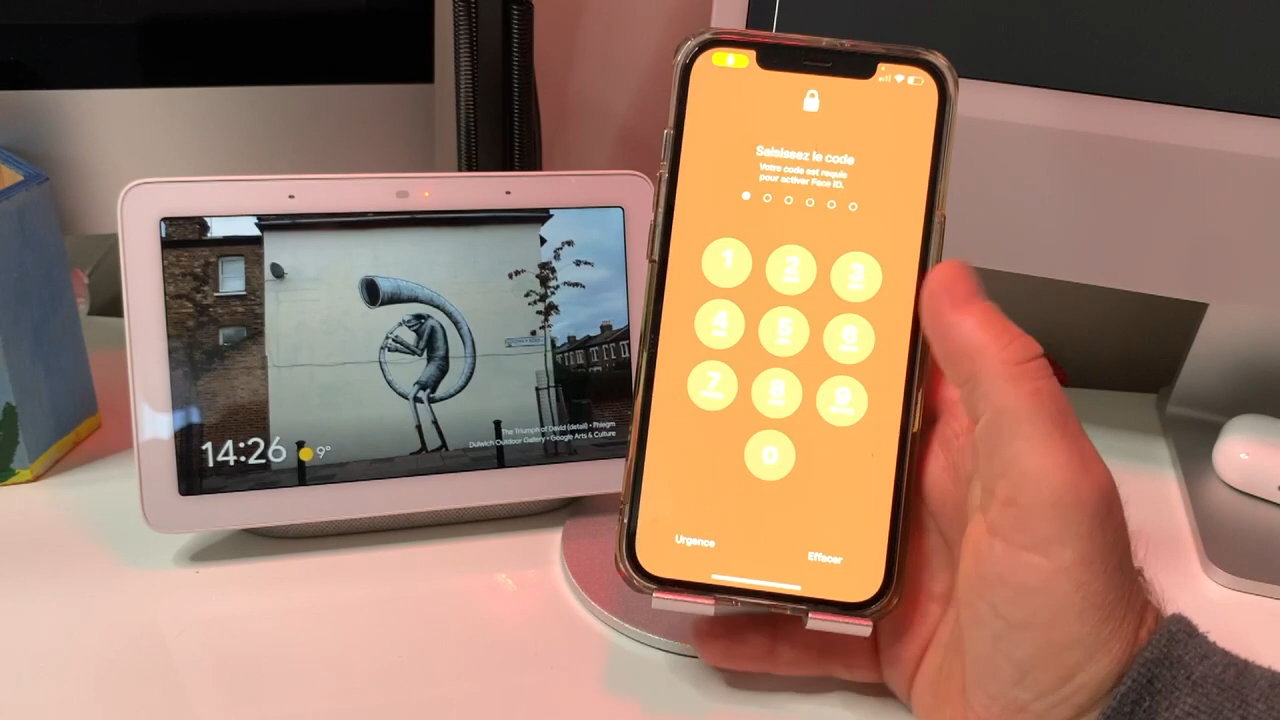 14:26
9°
The Triumph of David (detail) • Phlegm
Dulwich Outdoor Gallery • Google Arts & Culture
Saisissez le code
Votre code est requis
pour activer Face ID.
1
2
3
4
5
6
7
8
9
0
Urgence
Effacer